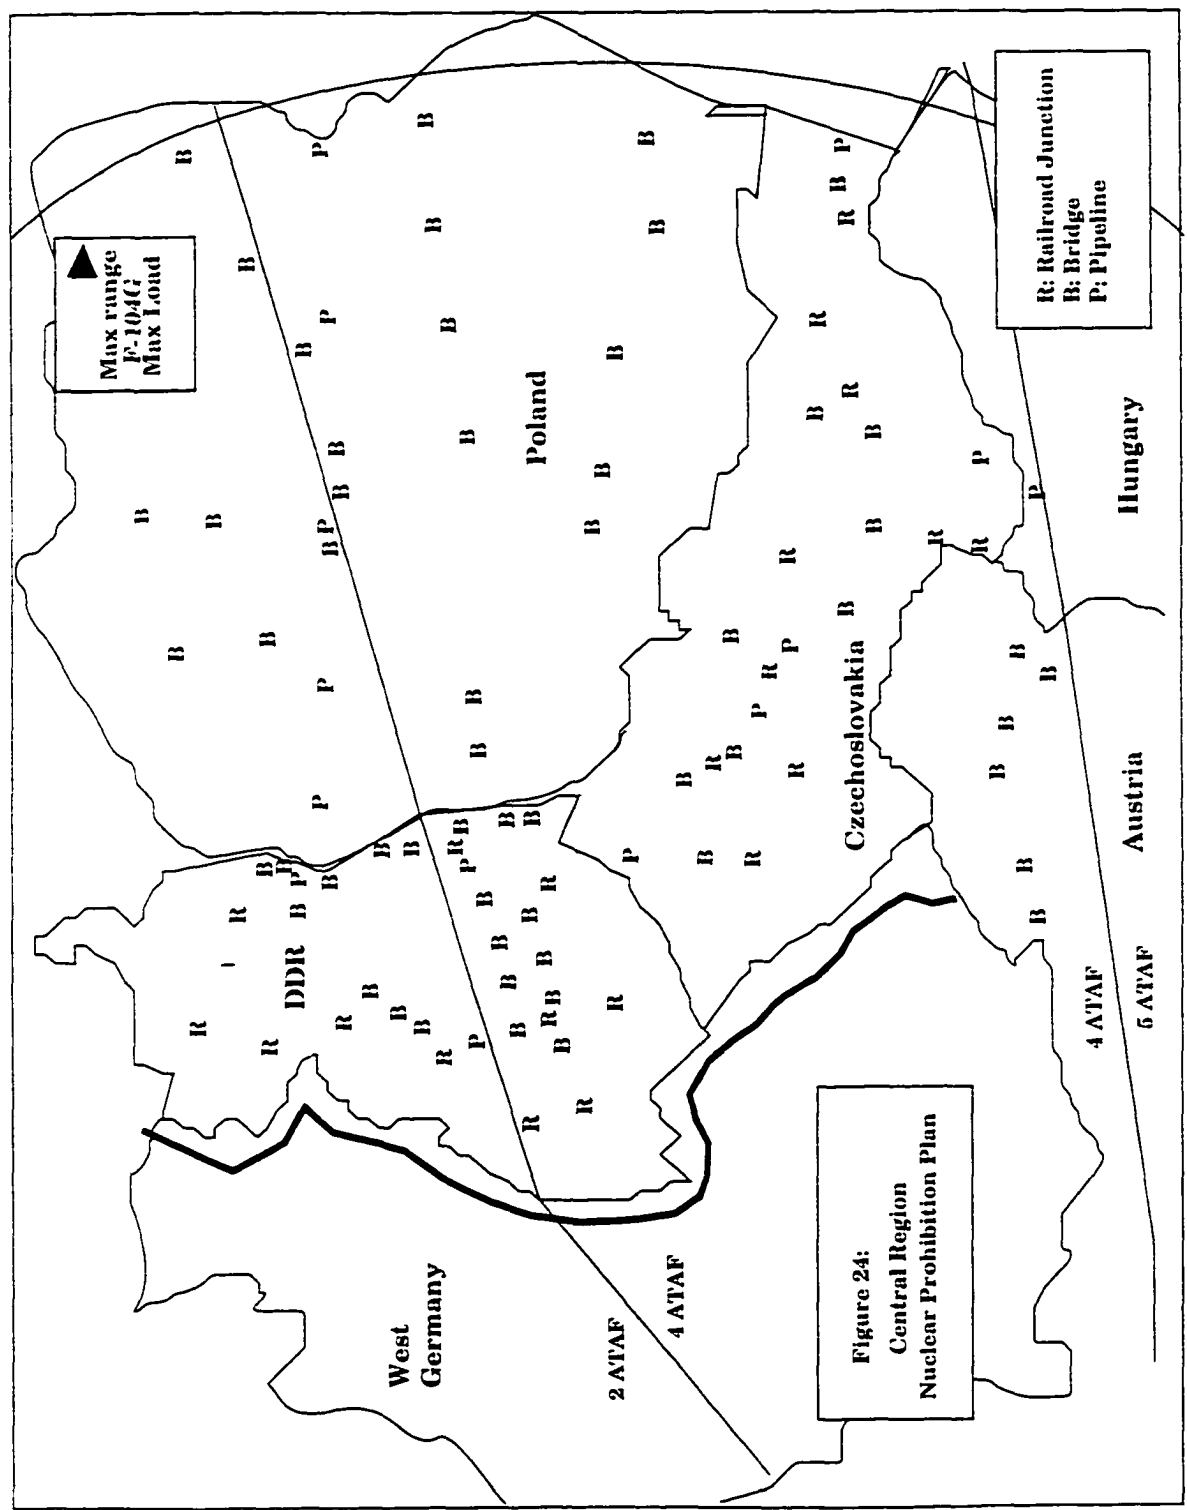 Max range
F-104G
Max Load
B
B
B
R
B
R
B
B
B
R
B
DDR
P
B
B
P
P
P
P
P
B
B
B
B
R
B
B
B
West
Germany
B
B
B
B
R
B
R
B
P
B
B
P
B
B
B
B
B
B
R
B
B
Poland
B
R
R B
B
R
B
B
R
B
2 ATAF
P
B
B
4 ATAF
B
B
R
B
B
R
P
R
R
P
R
B
R
B
P
B
R
R
Czechoslovakia
B
B
R
P
R
B
B
B
B
P
B
B
Figure 24:
Central Region
Nuclear Prohibition Plan
R: Railroad Junction
B: Bridge
P: Pipeline
4 ATAF
5 ATAF
Austria
Hungary